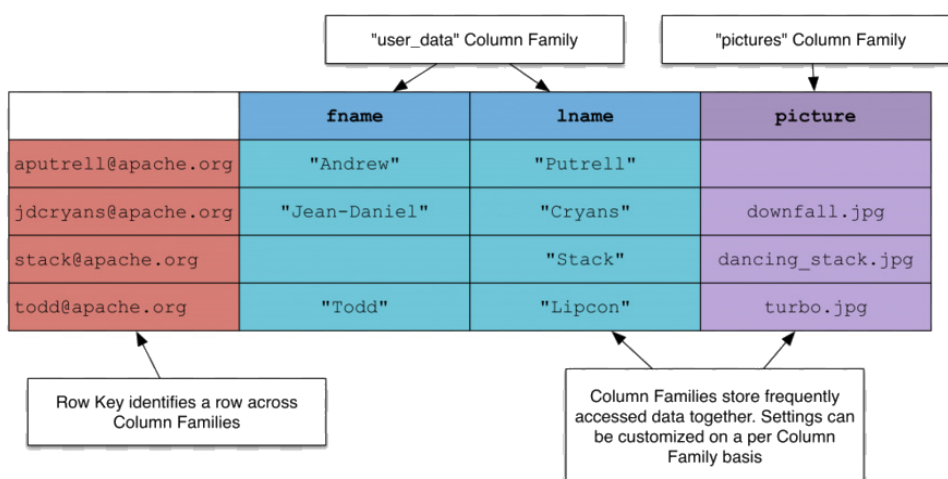 "user_data" Column Family
"pictures" Column Family
fname lname picture
aputrell@apache.org "Andrew" "Putrell"
jdcryans@apache.org "Jean-Daniel" "Cryans" downfall.jpg
stack@apache.org "Stack" dancing_stack.jpg
todd@apache.org "Todd" "Lipcon" turbo.jpg
Row Key identifies a row across
Column Families
Column Families store frequently
accessed data together. Settings can
be customized on a per Column
Family basis